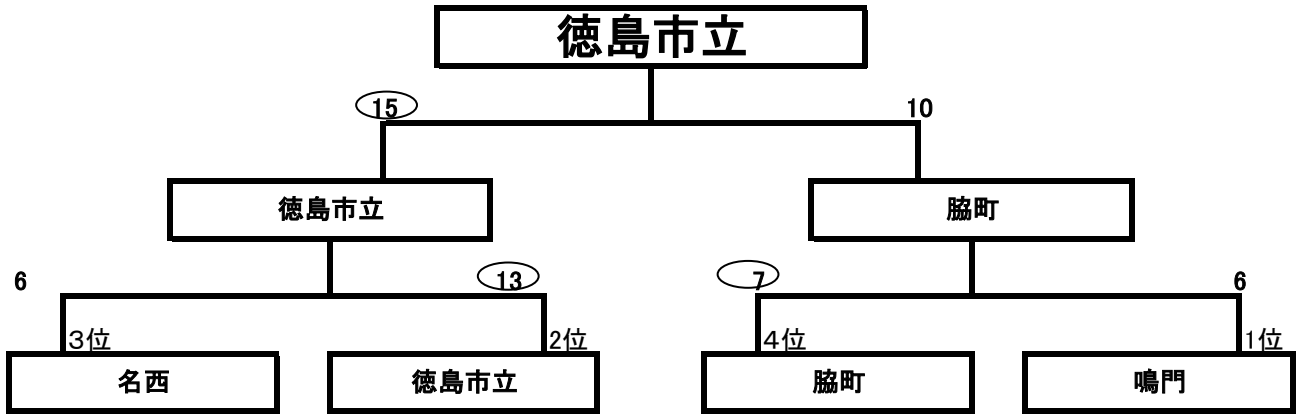 徳島市立
15 10
徳島市立 脇町
6 13 7 6
３位 2位 ４位 1位
名西 徳島市立 脇町 鳴門